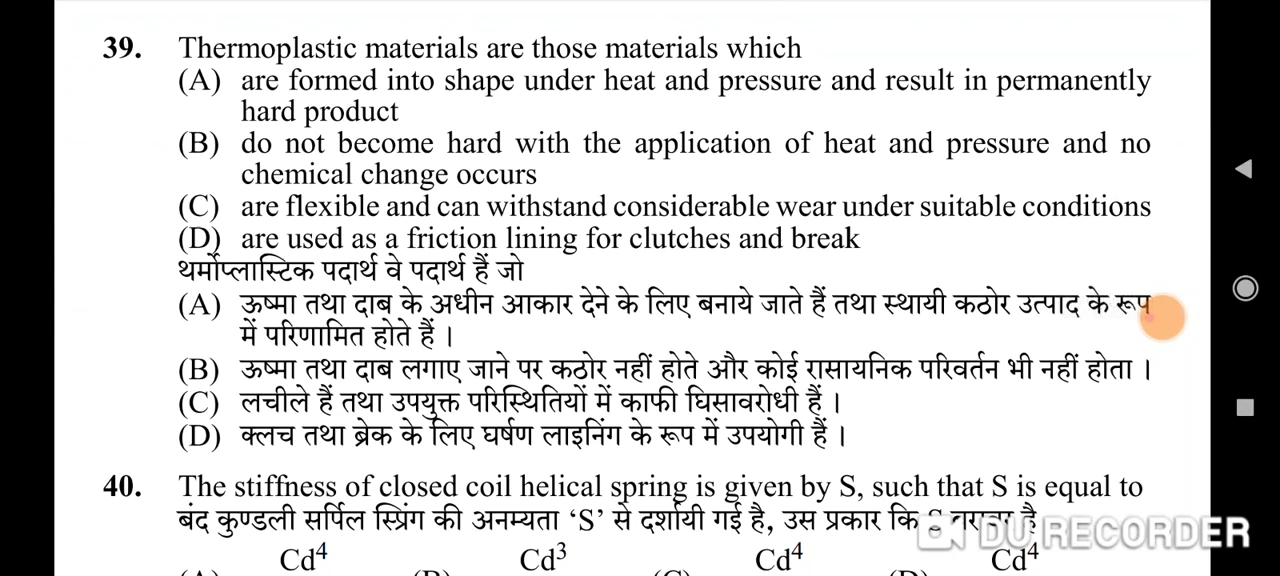 39. Thermoplastic materials are those materials which
(A) are formed into shape under heat and pressure and result in permanently
hard product
(B) do not become hard with the application of heat and pressure and no
chemical change occurs
(C) are flexible and can withstand considerable wear under suitable conditions
(D) are used as a friction lining for clutches and break
थर्मोप्लास्टिक पदार्थ वे पदार्थ हैं जो
(A) ऊष्मा तथा दाब के अधीन आकार देने के लिए बनाये जाते हैं तथा स्थायी कठोर उत्पाद के रूप
में परिणामित होते हैं ।
(B) ऊष्मा तथा दाब लगाए जाने पर कठोर नहीं होते और कोई रासायनिक परिवर्तन भी नहीं होता ।
(C) लचीले हैं तथा उपयुक्त परिस्थितियों में काफी घिसावरोधी हैं ।
(D) क्लच तथा ब्रेक के लिए घर्षण लाइनिंग के रूप में उपयोगी हैं ।
40. The stiffness of closed coil helical spring is given by S, such that S is equal to
बंद कुण्डली सर्पिल स्प्रिंग की अनम्यता ‘S’ से दर्शायी गई है, उस प्रकार कि S है
DU RECORDER
Cd⁴ Cd³ Cd⁴ Cd⁴